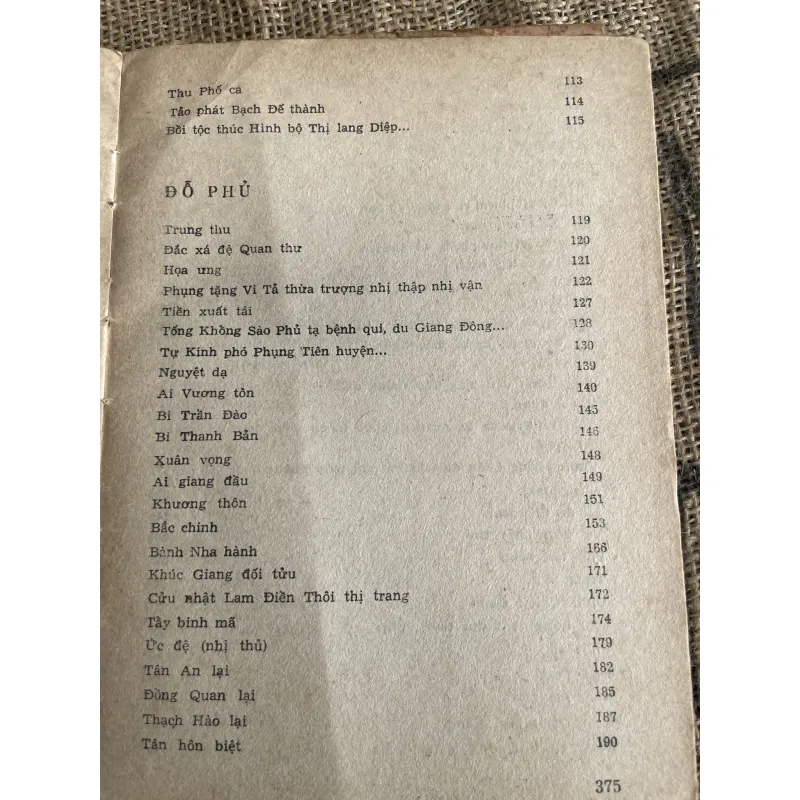 Thu Phố ca 113
Tảo phát Bạch Đế thành 114
Bồi tộc thúc Hình bộ Thị lang Diệp... 115
ĐỖ PHỦ
Trung thu 119
Đắc xá đệ Quan thư 120
Họa ưng 121
Phụng tặng Vi Tả thừa trượng nhị thập nhị vận 122
Tiền xuất tái 127
Tống Khổng Sào Phủ tạ bệnh qui, du Giang Đông... 128
Tự Kinh phó Phụng Tiên huyện... 130
Nguyệt dạ 139
Ai Vương tôn 140
Bi Trần Đào 145
Bi Thanh Bản 146
Xuân vọng 148
Ai giang đầu 149
Khương thôn 151
Bắc chinh 153
Bành Nha hành 166
Khúc Giang đối tửu 171
Cửu nhật Lam Điền Thôi thị trang 172
Tẩy binh mã 174
Ức đệ (nhị thủ) 179
Tân An lại 182
Đồng Quan lại 185
Thạch Hào lại 187
Tân hôn biệt 190
375